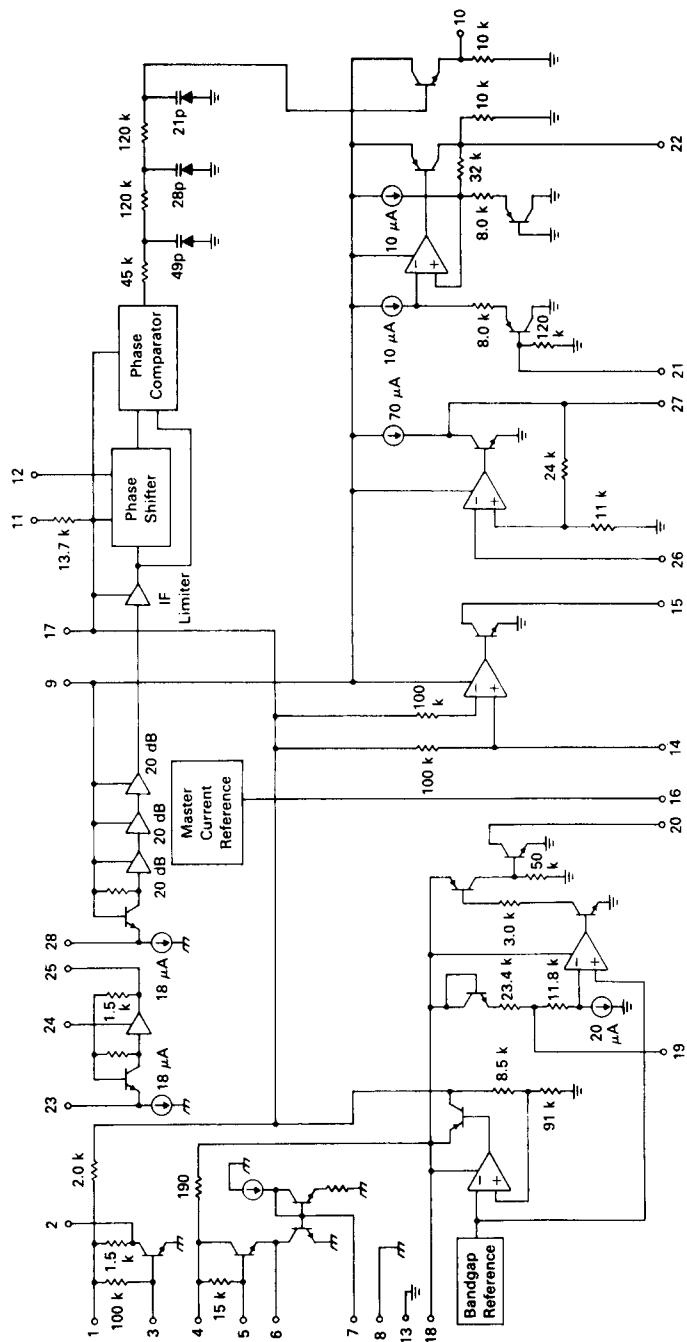 1
100 k
3
1.5
k
2
2.0 k
4
190
5
15 k
6
7
8
13
18
Bandgap
Reference
8.5 k
91 k
19
20
μA
11.8 k
23.4 k
3.0 k
50
k
20
23
18 μA
24
1.5
k
25
28
18 μA
20 dB
20 dB
20 dB
Master
Current
Reference
16
9
17
IF
Limiter
13.7 k
11
12
Phase
Shifter
Phase
Comparator
45 k
49p
120 k
28p
120 k
21p
100 k
100
k
14
15
−
+
−
+
−
+
26
11 k
24 k
27
70 μA
−
+
21
120
k
8.0 k
10 μA
−
+
10 μA
8.0 k
32 k
22
10 k
10 k
10